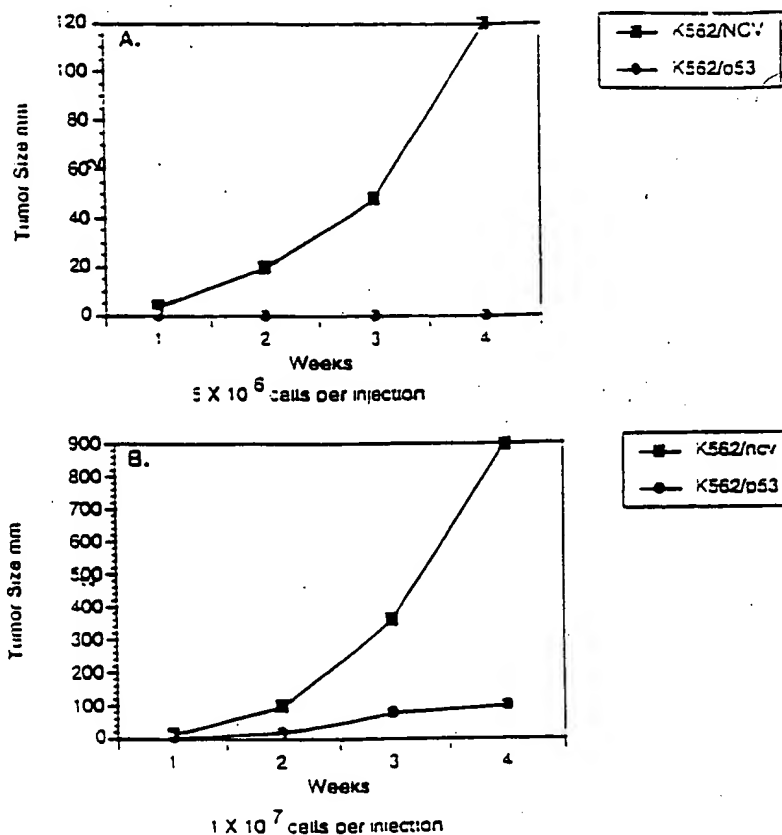 A.
120
100
80
60
40
20
0
Tumor Size mm
1 2 3 4
Weeks
5 X 10 6 cells per injection
K562/NCV
K562/p53
B.
900
800
700
600
500
400
300
200
100
0
Tumor Size mm
1 2 3 4
Weeks
1 X 10 7 cells per injection
K562/ncv
K562/p53